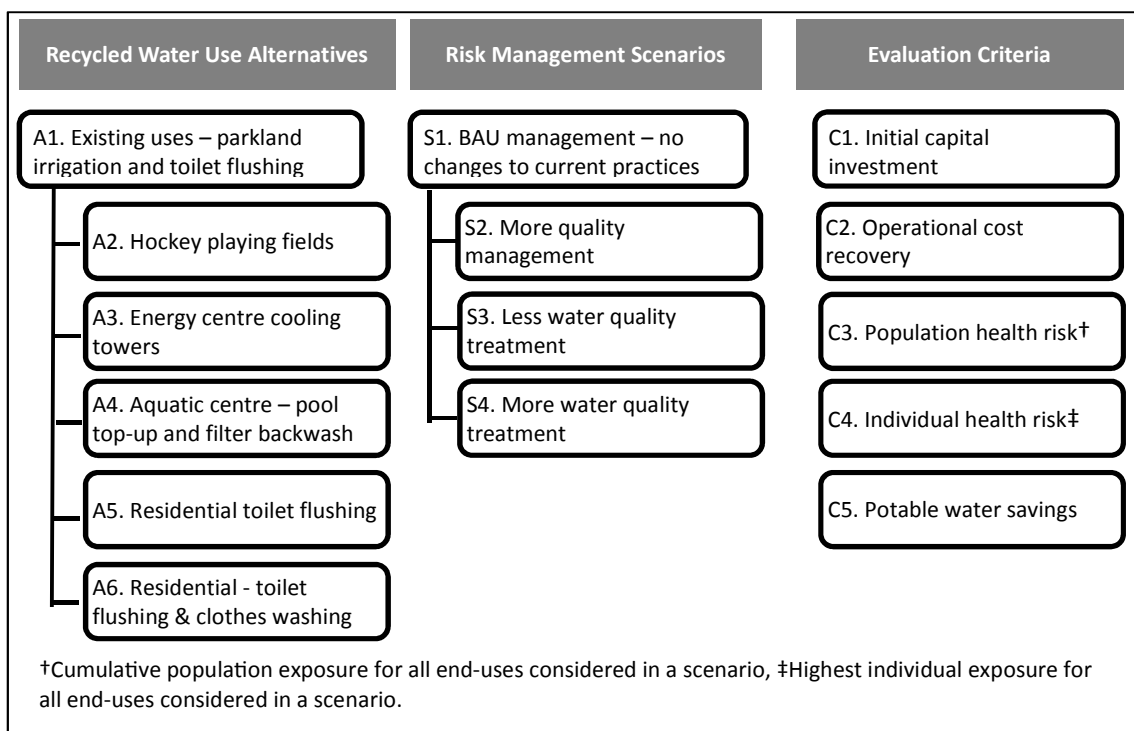 Recycled Water Use Alternatives
A1. Existing uses – parkland
irrigation and toilet flushing
A2. Hockey playing fields
A3. Energy centre cooling
towers
A4. Aquatic centre – pool
top-up and filter backwash
A5. Residential toilet flushing
A6. Residential - toilet
flushing & clothes washing
Risk Management Scenarios
S1. BAU management – no
changes to current practices
S2. More quality
management
S3. Less water quality
treatment
S4. More water quality
treatment
Evaluation Criteria
C1. Initial capital
investment
C2. Operational cost
recovery
C3. Population health risk†
C4. Individual health risk‡
C5. Potable water savings
†Cumulative population exposure for all end-uses considered in a scenario, ‡Highest individual exposure for
all end-uses considered in a scenario.